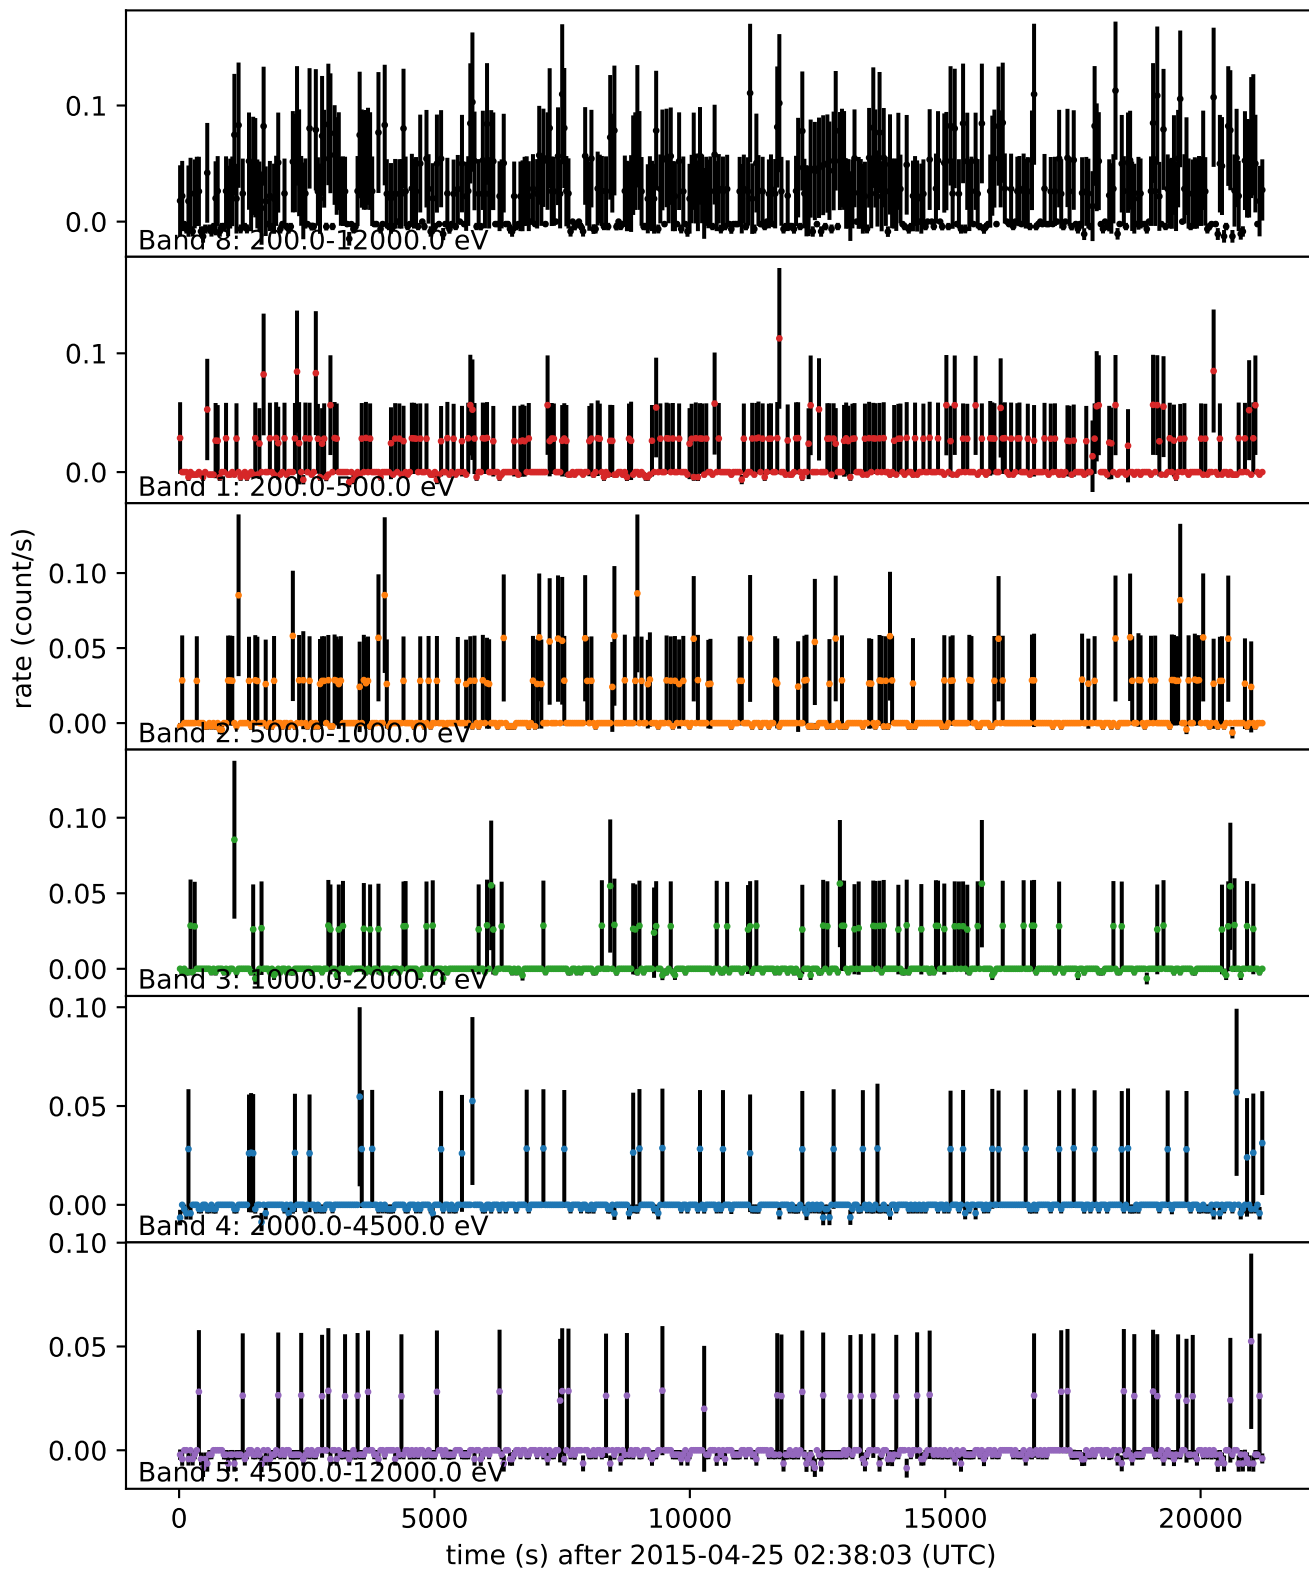 0.1
0.0
Band 8: 200.0-12000.0 eV
0.1
0.0
Band 1: 200.0-500.0 eV
rate (count/s)
0.10
0.05
0.00
Band 2: 500.0-1000.0 eV
0.10
0.05
0.00
Band 3: 1000.0-2000.0 eV
0.10
0.05
0.00
Band 4: 2000.0-4500.0 eV
0.10
0.05
0.00
Band 5: 4500.0-12000.0 eV
0 5000 10000 15000 20000
time (s) after 2015-04-25 02:38:03 (UTC)